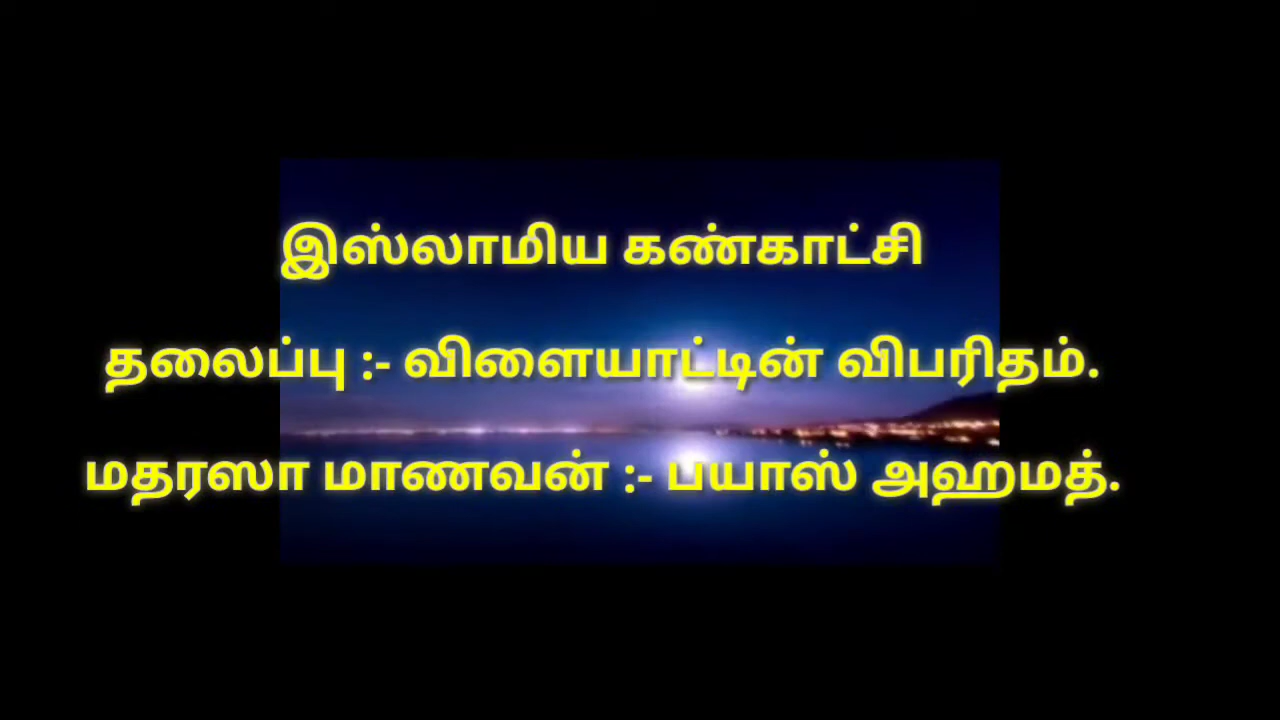 இஸ்லாமிய கண்காட்சி
தலைப்பு :- விளையாட்டின் விபரிதம்.
மதரஸா மாணவன் :- பயாஸ் அஹமத்.